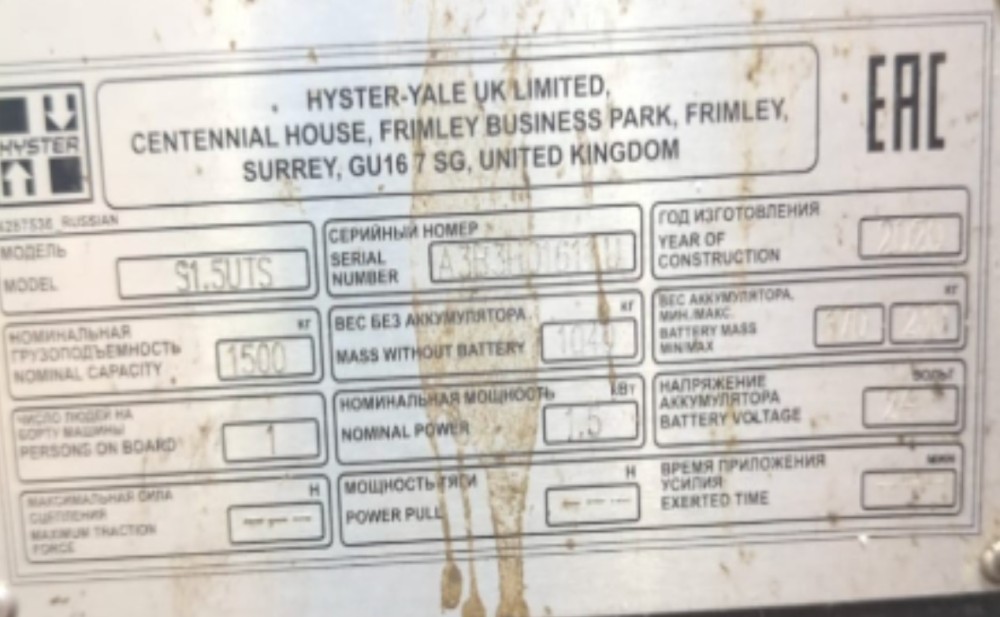 HYSTER-YALE UK LIMITED,
CENTENNIAL HOUSE, FRIMLEY BUSINESS PARK, FRIMLEY,
SURREY, GU16 7 SG, UNITED KINGDOM
EAC
HYSTER
RUSSIAN
МОДЕЛЬ
MODEL
S1.5UTS
СЕРИЙНЫЙ НОМЕР
SERIAL
NUMBER
ГОД ИЗГОТОВЛЕНИЯ
YEAR OF
CONSTRUCTION
НОМИНАЛЬНАЯ
ГРУЗОПОДЪЕМНОСТЬ
NOMINAL CAPACITY
кг
1500
ВЕС БЕЗ АККУМУЛЯТОРА
MASS WITHOUT BATTERY
кг
ВЕС АККУМУЛЯТОРА,
МИН./МАКС.
BATTERY MASS
MIN/MAX
кг
ЧИСЛО ЛЮДЕЙ НА
БОРТУ МАШИНЫ
PERSONS ON BOARD
1
НОМИНАЛЬНАЯ МОЩНОСТЬ
NOMINAL POWER
кВт
1.5
НАПРЯЖЕНИЕ
АККУМУЛЯТОРА
BATTERY VOLTAGE
ВОЛЬТ
МАКСИМАЛЬНАЯ СИЛА
СЦЕПЛЕНИЯ
MAXIMUM TRACTION
FORCE
Н
---
МОЩНОСТЬ ТЯГИ
POWER PULL
Н
---
ВРЕМЯ ПРИЛОЖЕНИЯ
УСИЛИЯ
EXERTED TIME
мин